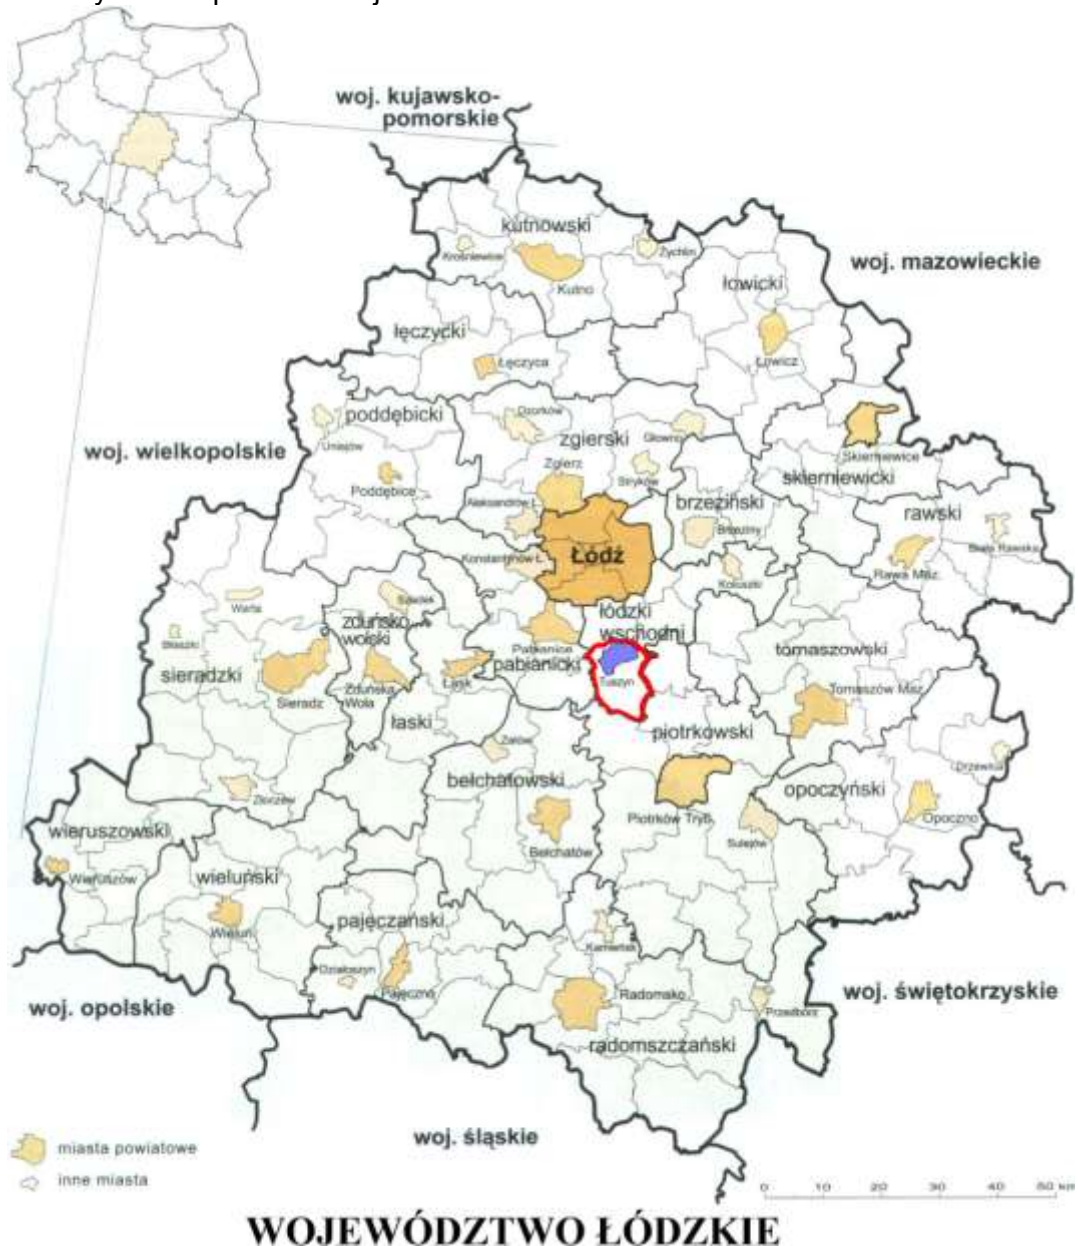 woj. kujawsko-
pomorskie
kutnowski
Krośniewice
Żychlin
Kutno
woj. mazowieckie
łowicki
łęczycki
Łęczyca
Łowicz
poddębicki
Uniejów
Ozorków
zgierski
Głowno
woj. wielkopolskie
Skierniewice
Zgierz
Stryków
skierniewicki
Poddębice
Aleksandrów Ł.
brzeziński
Brzeziny
rawski
Biała Rawska
Rawa Maz.
Łódź
Konstantynów Ł.
Koluszki
Warta
Szadek
łódzki
wschodni
zduńsko-
wolski
Błaszki
Pabianice
pabianicki
tomaszowski
sieradzki
Sieradz
Zduńska
Wola
Łask
Tuszyn
Tomaszów Maz.
łaski
piotrkowski
Zelów
bełchatowski
Drzewica
opoczyński
Złoczew
Opoczno
Piotrków Tryb.
Sulejów
wieruszowski
Bełchatów
Wieruszów
wieluński
Wieluń
pajęczański
Kamieńsk
Działoszyn
Pajęczno
Radomsko
Przedbórz
woj. opolskie
woj. świętokrzyskie
radomszczański
woj. śląskie
miasta powiatowe
inne miasta
0 10 20 30 40 50 km
WOJEWÓDZTWO ŁÓDZKIE